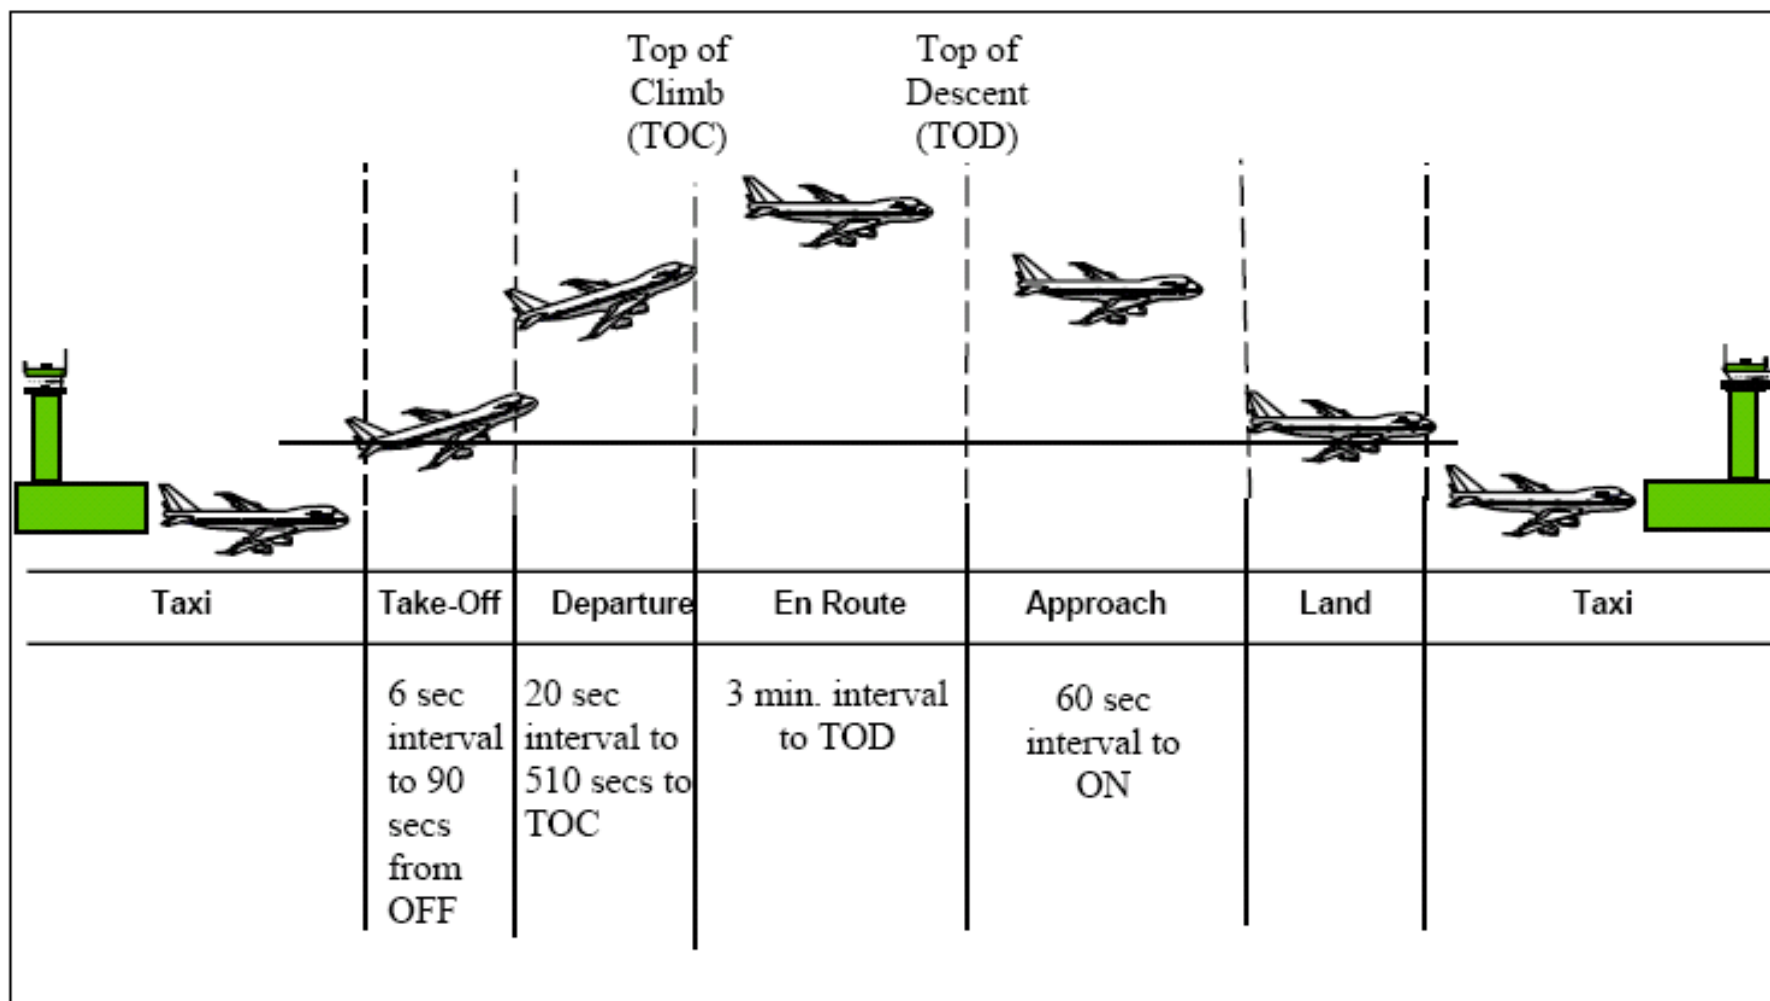 Top of
Climb
(TOC)
Top of
Descent
(TOD)
Taxi
Take-Off
Departure
En Route
Approach
Land
Taxi
6 sec
interval
to 90
secs
from
OFF
20 sec
interval to
510 secs to
TOC
3 min. interval
to TOD
60 sec
interval to
ON